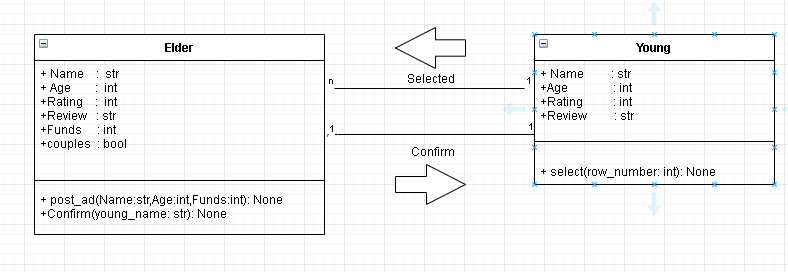 Elder
+ Name : str
+ Age : int
+Rating : int
+Review : str
+Funds : int
+couples : bool
+ post_ad(Name:str,Age:int,Funds:int): None
+Confirm(young_name: str): None
n
Selected
1
,1.
1
Confirm
Young
+ Name : str
+Age : int
+Rating : int
+Review : str
+ select(row_number: int): None